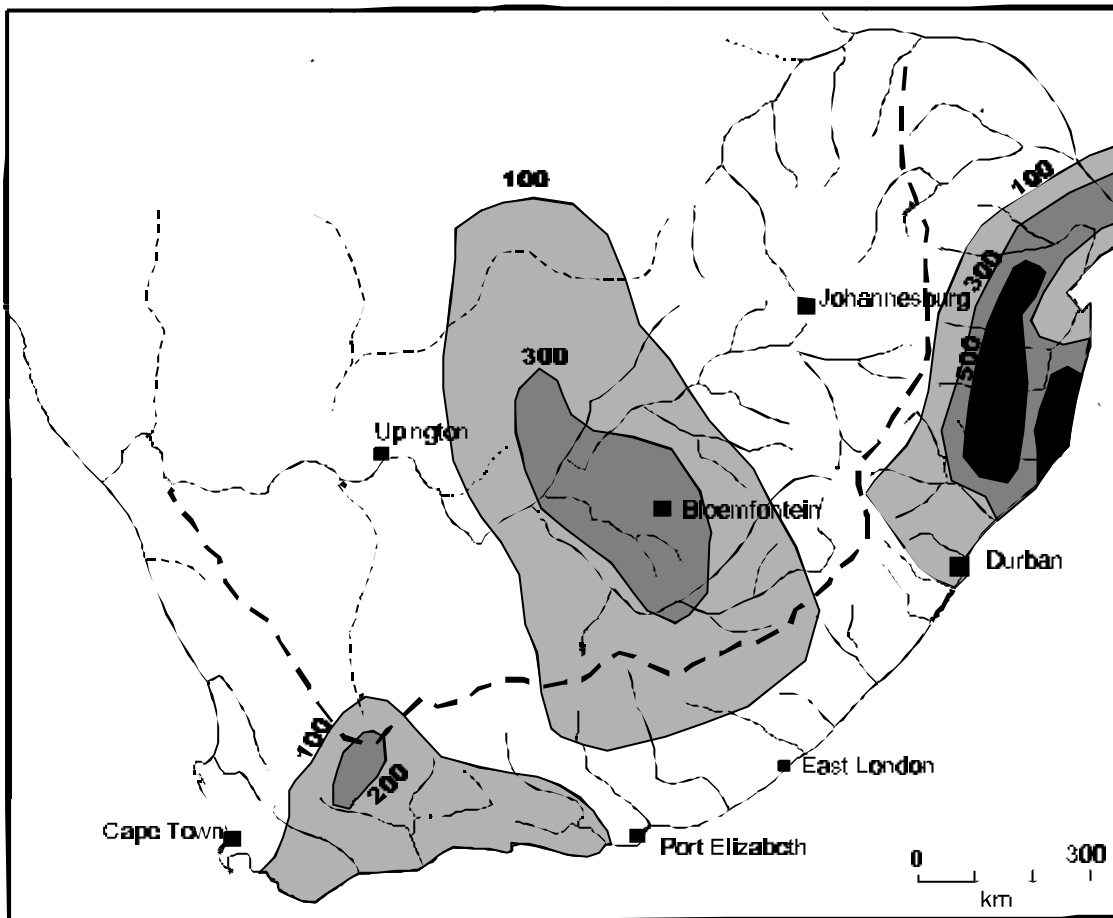 100
100
300
Johannesburg
300
500
Upington
Bloemfontein
Durban
100
200
East London
Cape Town
Port Elizabeth
0 300
km